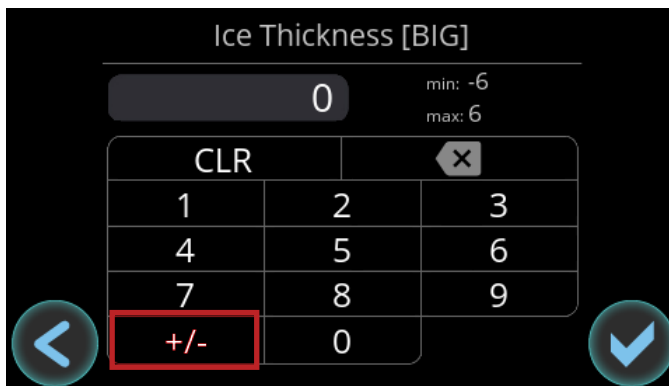 Ice Thickness [BIG]
0
min: -6
max: 6
CLR
1 2 3
4 5 6
7 8 9
+/- 0